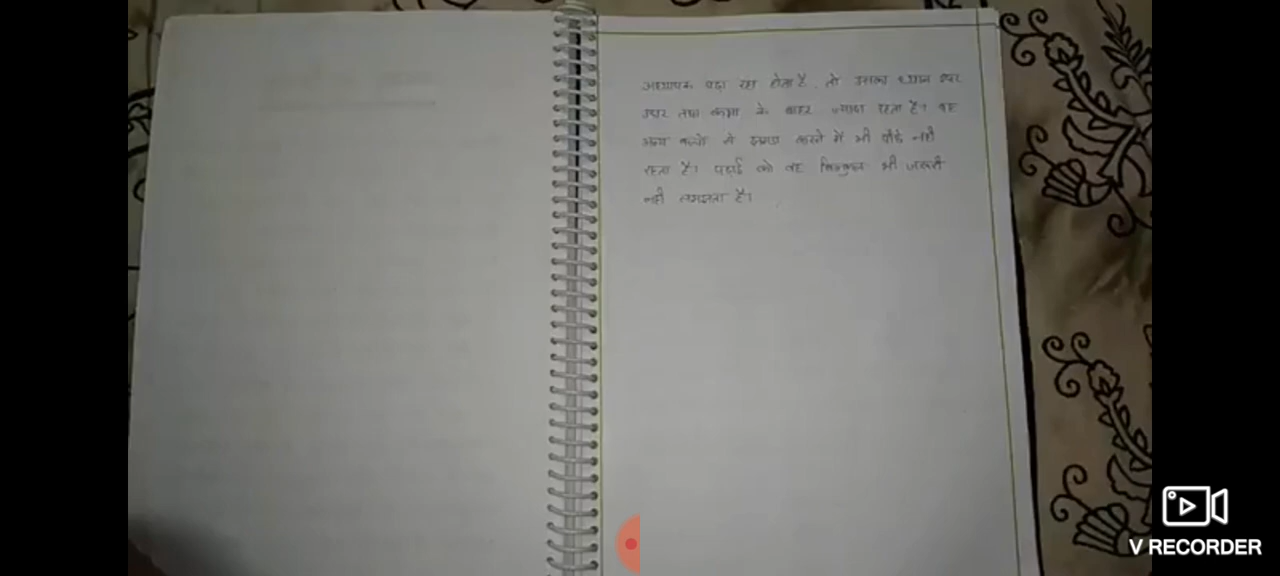 अध्यापक पढ़ा रहा होता है, तो उसका ध्यान इधर
उधर तथा कक्षा के बाहर ज्यादा रहता है। वह
अन्य बच्चों से झगड़ा करने में भी पीछे नहीं
रहता है। पढ़ाई को वह बिल्कुल भी जरूरी
नहीं समझता है।
V RECORDER